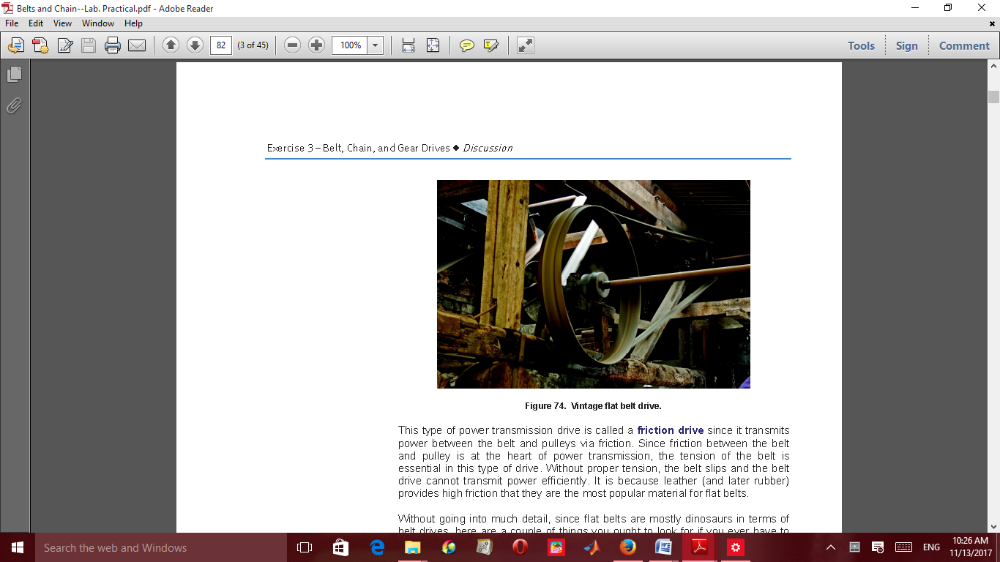 Belts and Chain--Lab. Practical.pdf - Adobe Reader
File Edit View Window Help
82 (3 of 45) 100% Tools Sign Comment
Exercise 3 – Belt, Chain, and Gear Drives ◆ Discussion
Figure 74. Vintage flat belt drive.
This type of power transmission drive is called a friction drive since it transmits
power between the belt and pulleys via friction. Since friction between the belt
and pulley is at the heart of power transmission, the tension of the belt is
essential in this type of drive. Without proper tension, the belt slips and the belt
drive cannot transmit power efficiently. It is because leather (and later rubber)
provides high friction that they are the most popular material for flat belts.
Without going into much detail, since flat belts are mostly dinosaurs in terms of
belt drives, here are a couple of things you ought to look for if you ever have to
Search the web and Windows
ENG
10:26 AM
11/13/2017